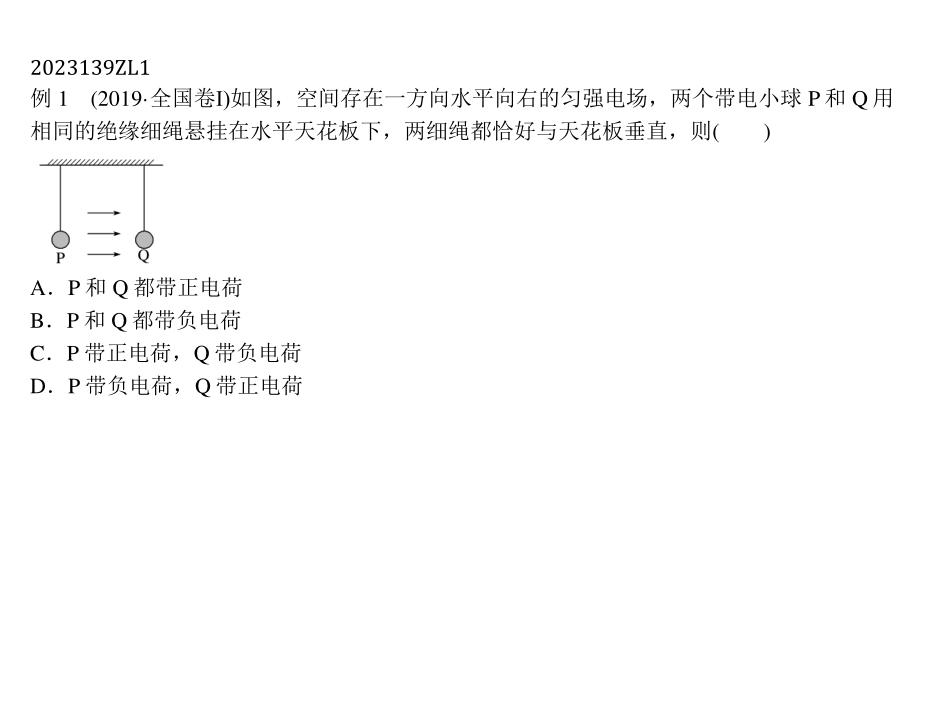 2023139ZL1
例 1　(2019·全国卷Ⅰ)如图，空间存在一方向水平向右的匀强电场，两个带电小球 P 和 Q 用
相同的绝缘细绳悬挂在水平天花板下，两细绳都恰好与天花板垂直，则(　　)
P
Q
A．P 和 Q 都带正电荷
B．P 和 Q 都带负电荷
C．P 带正电荷，Q 带负电荷
D．P 带负电荷，Q 带正电荷